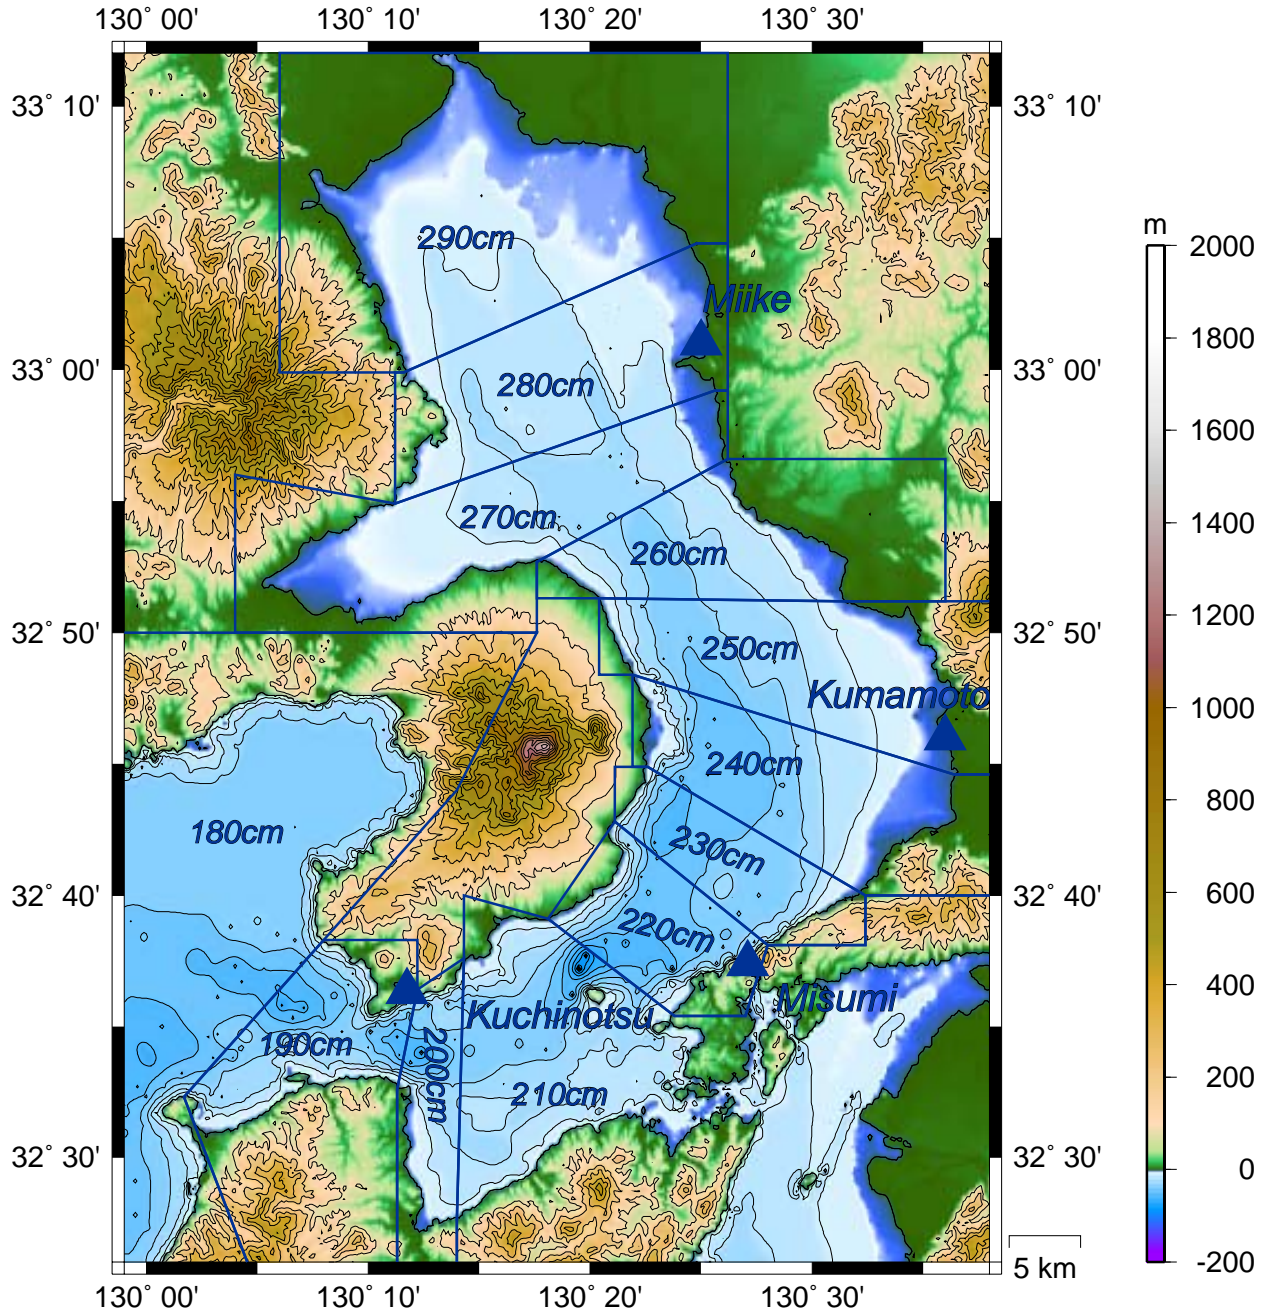 130° 00' 130° 10' 130° 20' 130° 30'
33° 10' 33° 10'
m
2000
290cm
Miike
1800
33° 00' 280cm 33° 00'
1600
270cm
1400
260cm
1200
32° 50' 250cm 32° 50'
Kumamoto
1000
240cm
800
180cm 230cm
600
32° 40' 32° 40'
220cm
400
Kuchinotsu Misumi
190cm 200cm
200
210cm
32° 30' 0 32° 30'
-200
5 km
130° 00' 130° 10' 130° 20' 130° 30'